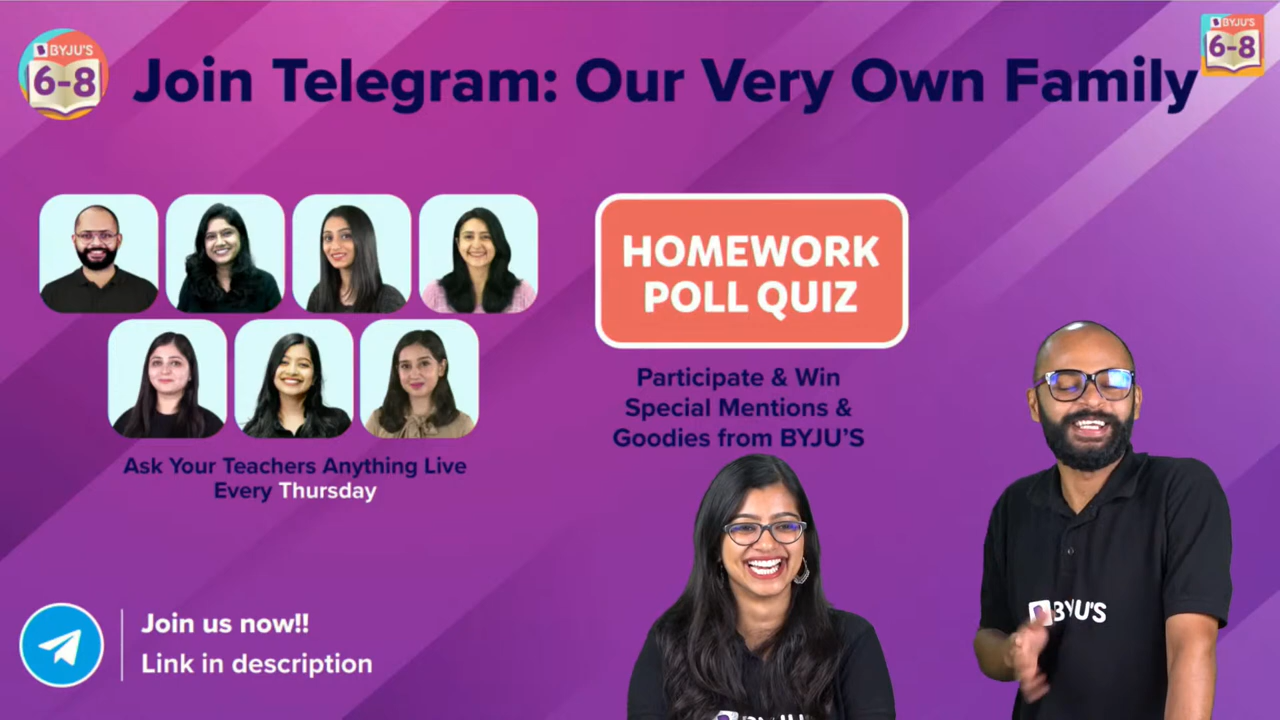 BYJU'S
6-8
Join Telegram: Our Very Own Family
BYJU'S
6-8
HOMEWORK
POLL QUIZ
Participate & Win
Special Mentions &
Goodies from BYJU'S
Ask Your Teachers Anything Live
Every Thursday
Join us now!!
Link in description
BYJU'S
BYJU'S